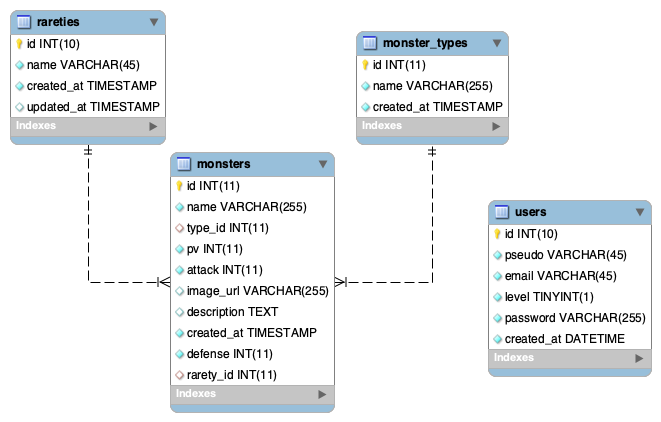 rareties
id INT(10)
name VARCHAR(45)
created_at TIMESTAMP
updated_at TIMESTAMP
Indexes
monster_types
id INT(11)
name VARCHAR(255)
created_at TIMESTAMP
Indexes
monsters
id INT(11)
name VARCHAR(255)
type_id INT(11)
pv INT(11)
attack INT(11)
image_url VARCHAR(255)
description TEXT
created_at TIMESTAMP
defense INT(11)
rarety_id INT(11)
Indexes
users
id INT(10)
pseudo VARCHAR(45)
email VARCHAR(45)
level TINYINT(1)
password VARCHAR(255)
created_at DATETIME
Indexes